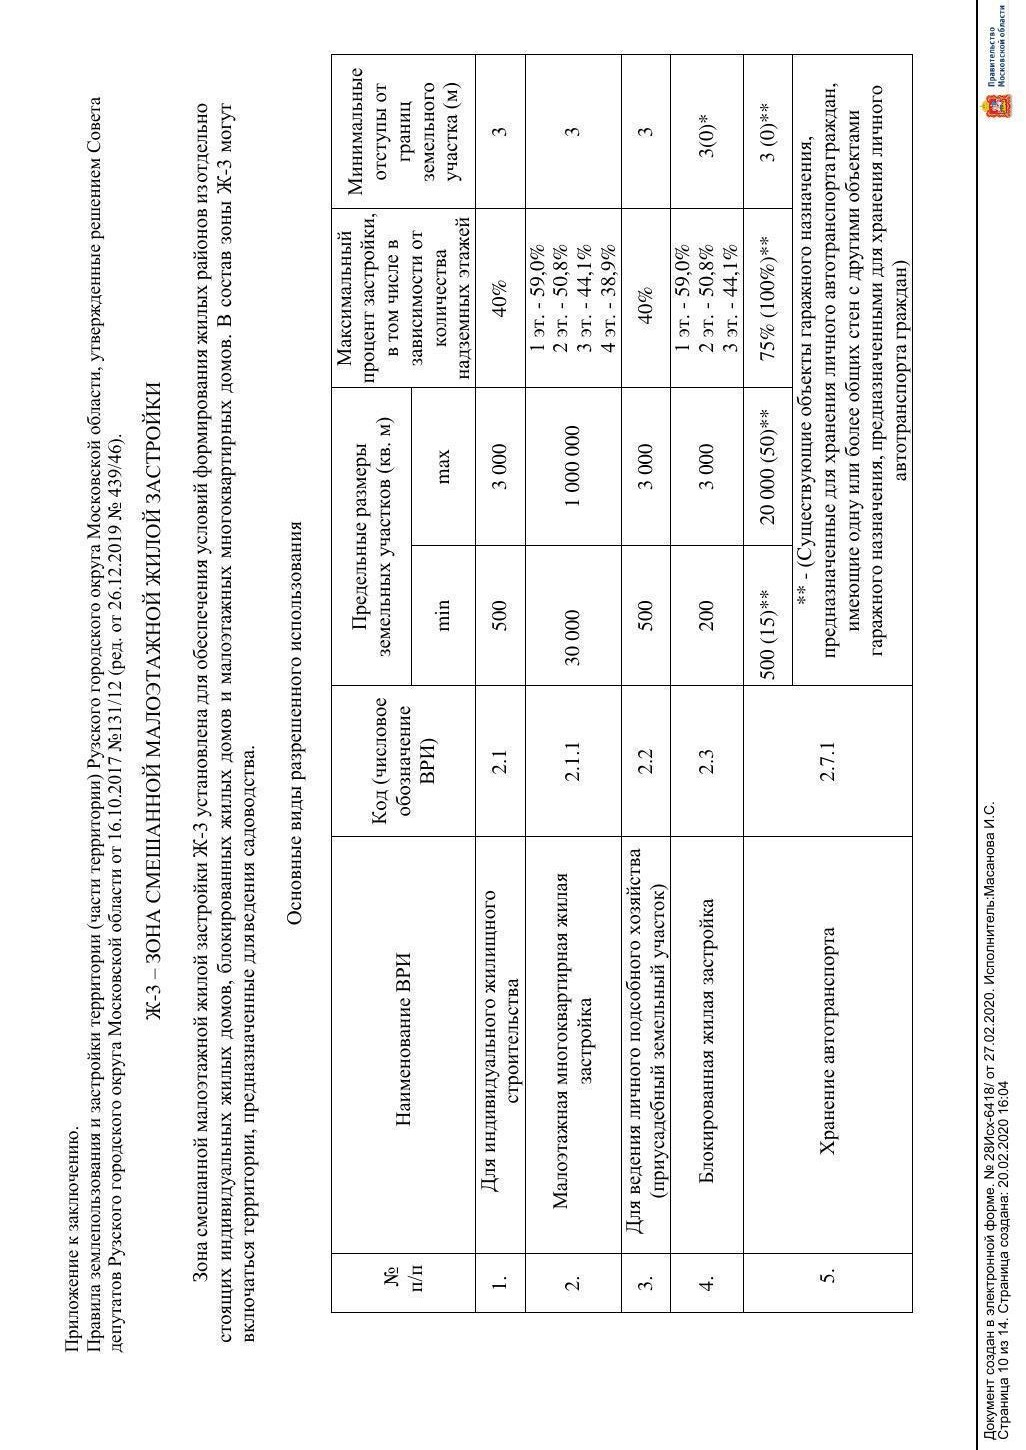 Приложение к заключению.
Правила землепользования и застройки территории (части территории) Рузского городского округа Московской области, утвержденные решением Совета
депутатов Рузского городского округа Московской области от 16.10.2017 №131/12 (ред. от 26.12.2019 № 439/46).
Ж-3 – ЗОНА СМЕШАННОЙ МАЛОЭТАЖНОЙ ЖИЛОЙ ЗАСТРОЙКИ
Зона смешанной малоэтажной жилой застройки Ж-3 установлена для обеспечения условий формирования жилых районов из отдельно
стоящих индивидуальных жилых домов, блокированных жилых домов и малоэтажных многоквартирных домов. В состав зоны Ж-3 могут
включаться территории, предназначенные для ведения садоводства.
Основные виды разрешенного использования
№
п/п
Наименование ВРИ
Код (числовое
обозначение
ВРИ)
Предельные размеры
земельных участков (кв. м)
min
max
Максимальный
процент застройки,
в том числе в
зависимости от
количества
надземных этажей
Минимальные
отступы от
границ
земельного
участка (м)
1.
Для индивидуального жилищного
строительства
2.1
500
3 000
40%
3
2.
Малоэтажная многоквартирная жилая
застройка
2.1.1
30 000
1 000 000
1 эт. - 59,0%
2 эт. - 50,8%
3 эт. - 44,1%
4 эт. - 38,9%
3
3.
Для ведения личного подсобного хозяйства
(приусадебный земельный участок)
2.2
500
3 000
40%
3
4.
Блокированная жилая застройка
2.3
200
3 000
1 эт. - 59,0%
2 эт. - 50,8%
3 эт. - 44,1%
3(0)*
5.
Хранение автотранспорта
2.7.1
500 (15)**
20 000 (50)**
75% (100%)**
3 (0)**
** - (Существующие объекты гаражного назначения,
предназначенные для хранения личного автотранспорта граждан,
имеющие одну или более общих стен с другими объектами
гаражного назначения, предназначенными для хранения личного
автотранспорта граждан)
Документ создан в электронной форме. № 28Исх-6418/ от 27.02.2020. Исполнитель:Масанова И.С.
Страница 10 из 14. Страница создана: 20.02.2020 16:04
Правительство
Московской области